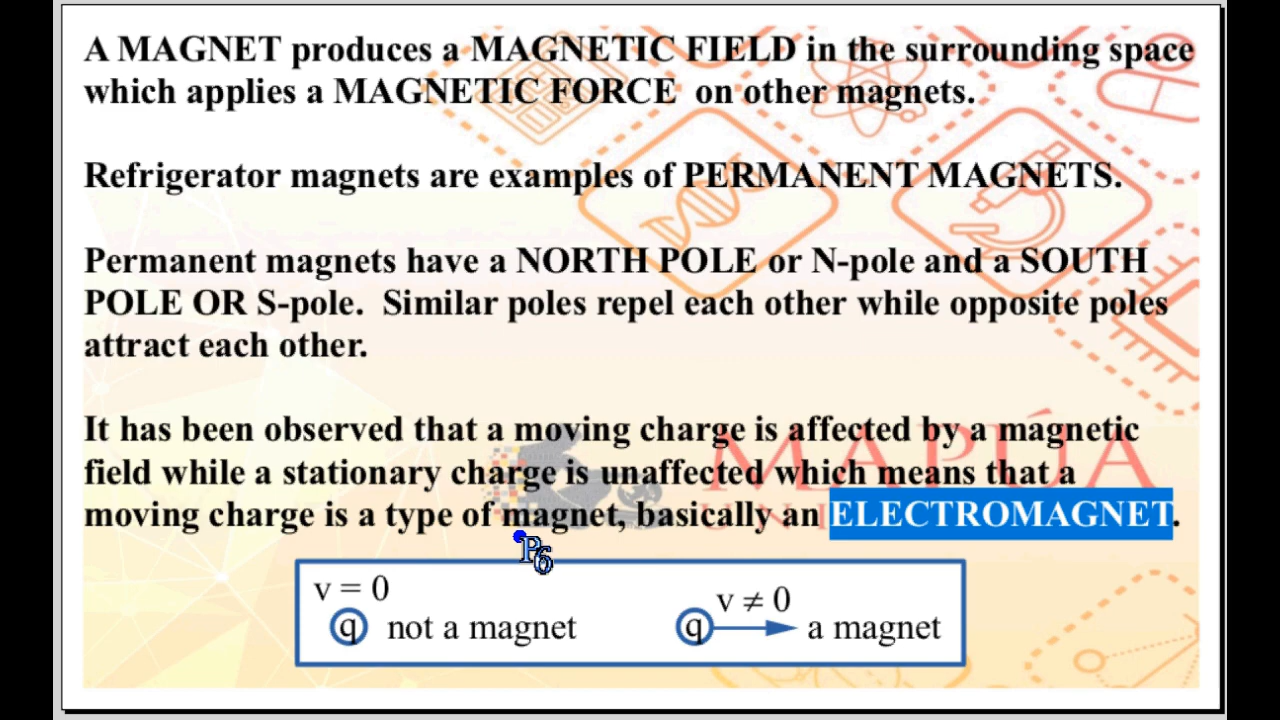 A MAGNET produces a MAGNETIC FIELD in the surrounding space
which applies a MAGNETIC FORCE on other magnets.
Refrigerator magnets are examples of PERMANENT MAGNETS.
Permanent magnets have a NORTH POLE or N-pole and a SOUTH
POLE OR S-pole. Similar poles repel each other while opposite poles
attract each other.
It has been observed that a moving charge is affected by a magnetic
field while a stationary charge is unaffected which means that a
moving charge is a type of magnet, basically an ELECTROMAGNET.
MAPÚA
P6
v = 0
v ≠ 0
q not a magnet
q a magnet